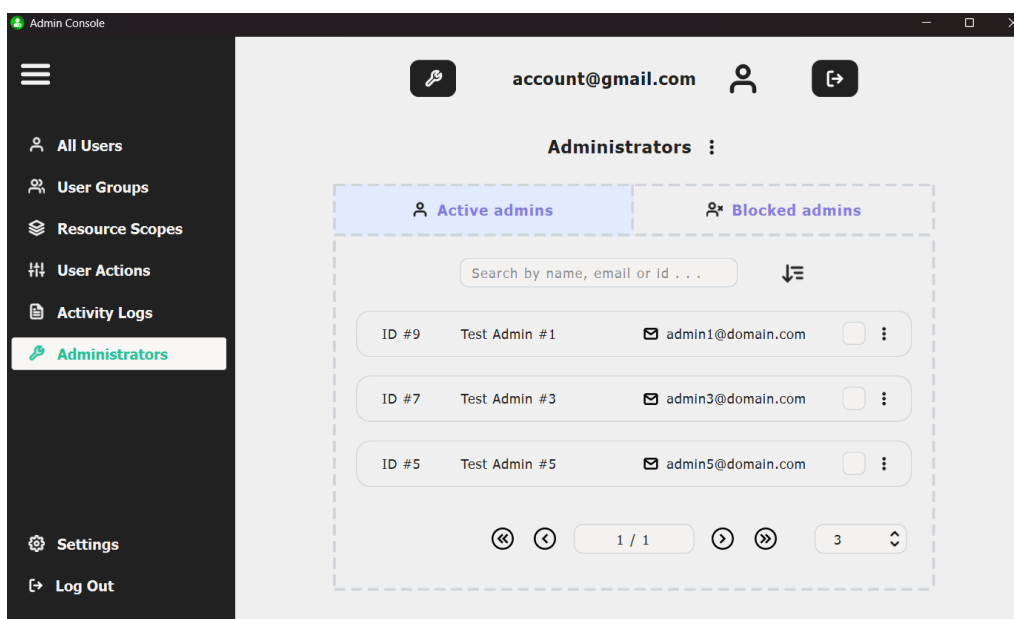 Admin Console
account@gmail.com
All Users
User Groups
Resource Scopes
User Actions
Activity Logs
Administrators
Settings
Log Out
Administrators
Active admins
Blocked admins
Search by name, email or id . . .
ID #9 Test Admin #1 admin1@domain.com
ID #7 Test Admin #3 admin3@domain.com
ID #5 Test Admin #5 admin5@domain.com
1 / 1
3